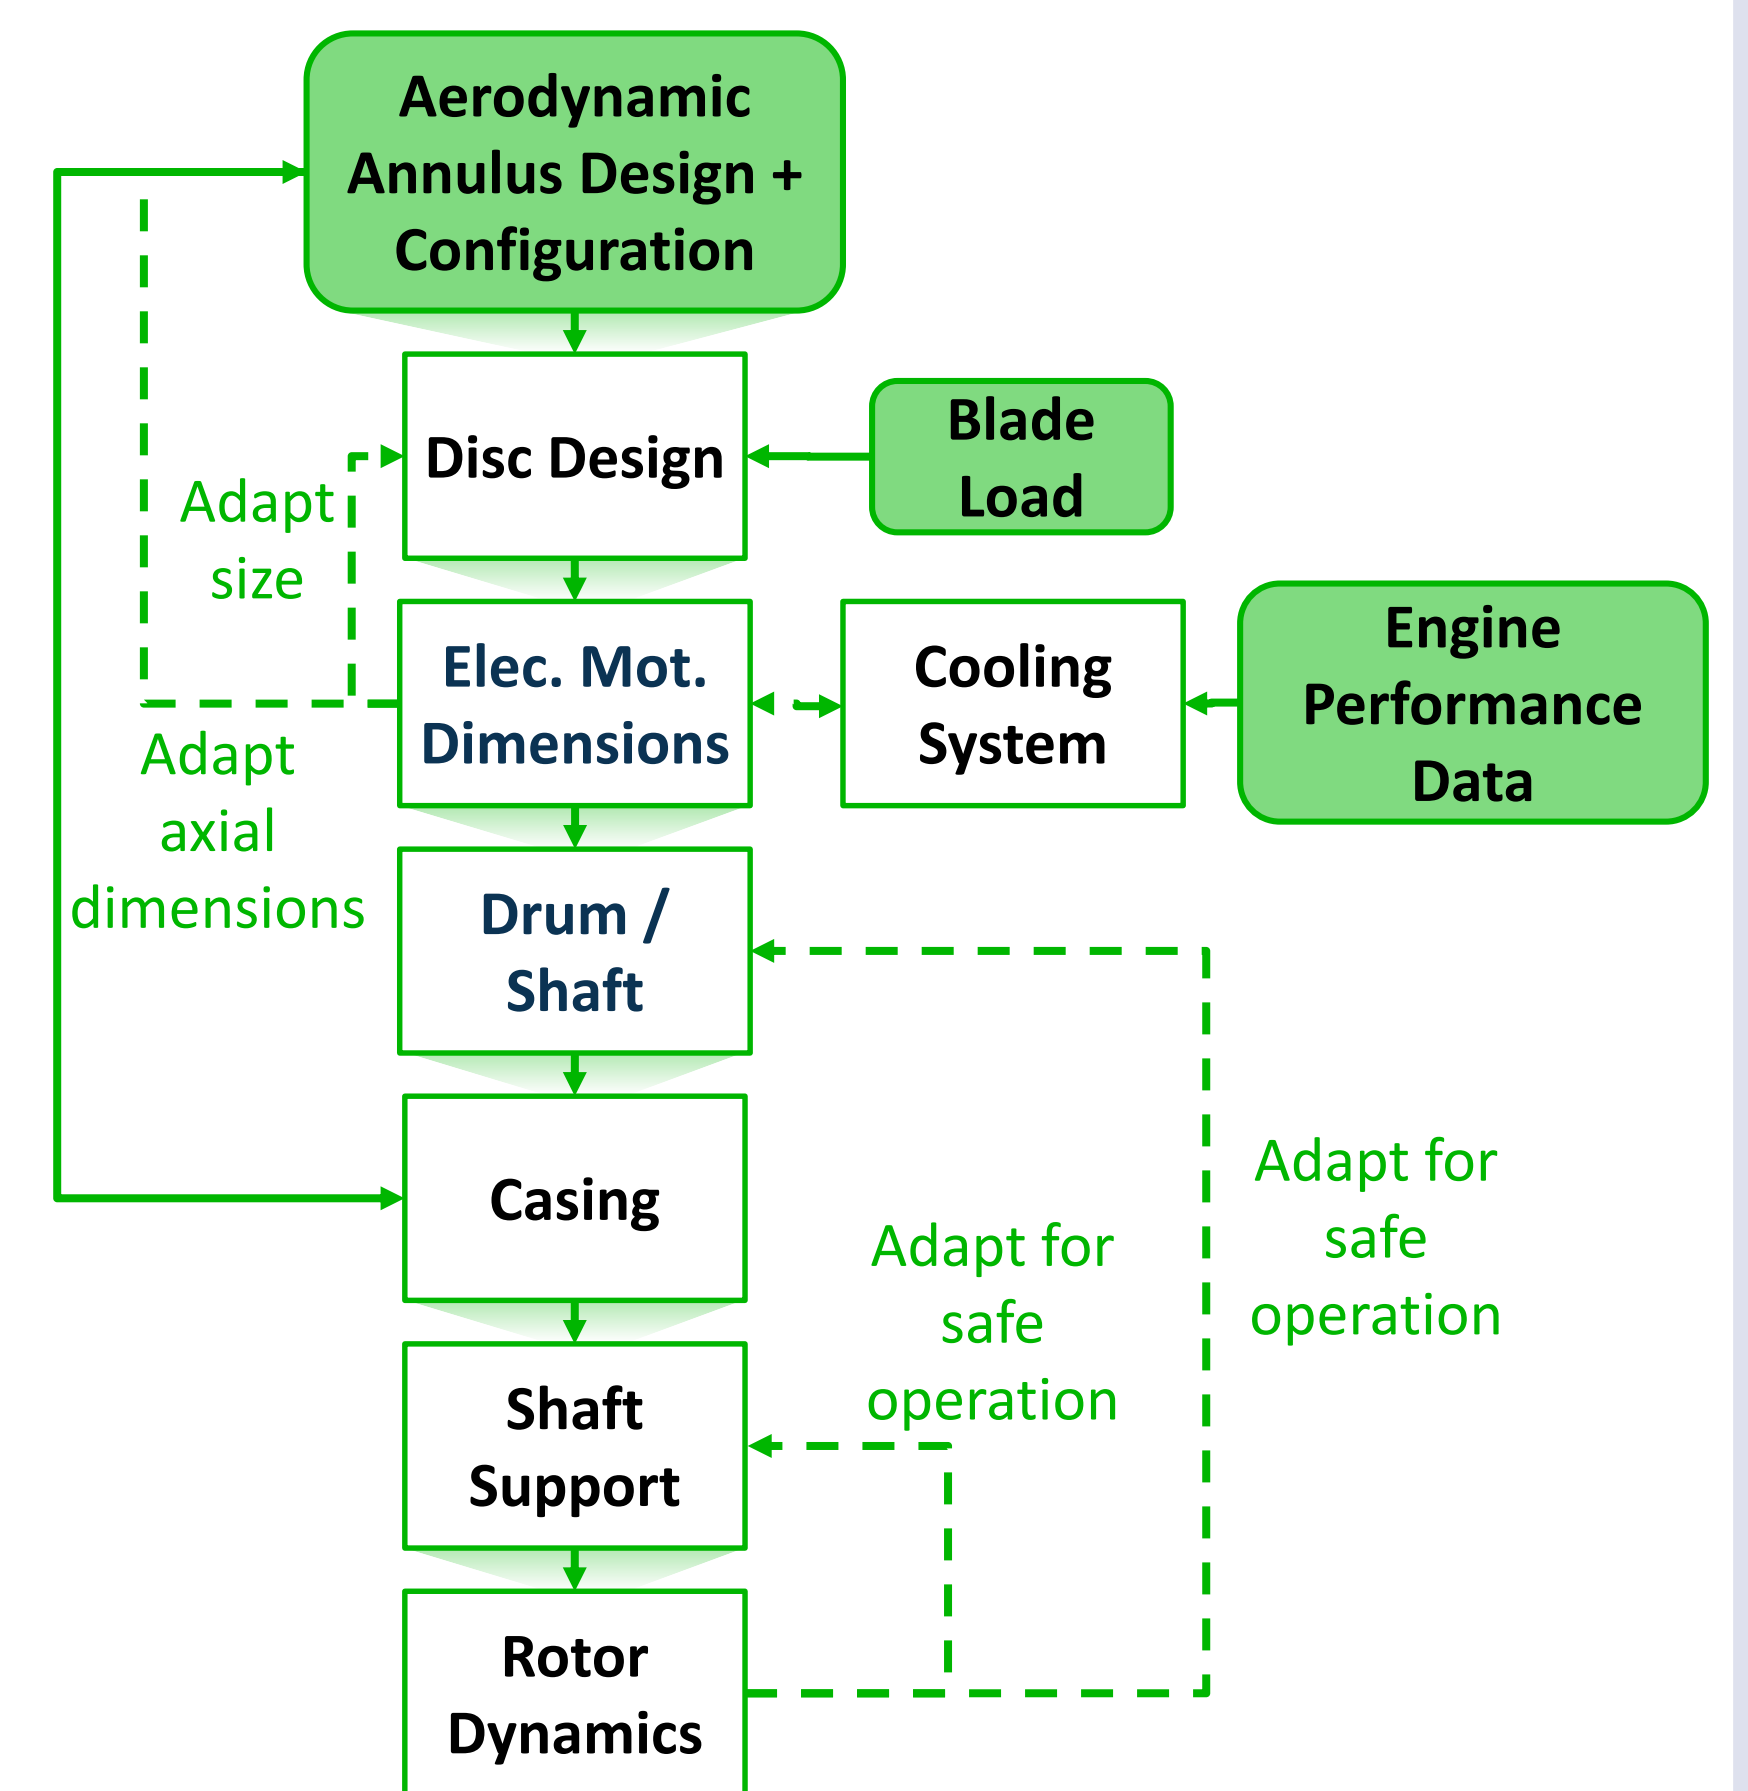 Aerodynamic
Annulus Design +
Configuration
Disc Design
Blade
Load
Adapt
size
Elec. Mot.
Dimensions
Cooling
System
Engine
Performance
Data
Adapt
axial
dimensions
Drum /
Shaft
Casing
Adapt for
safe
operation
Adapt for
safe
operation
Shaft
Support
Rotor
Dynamics